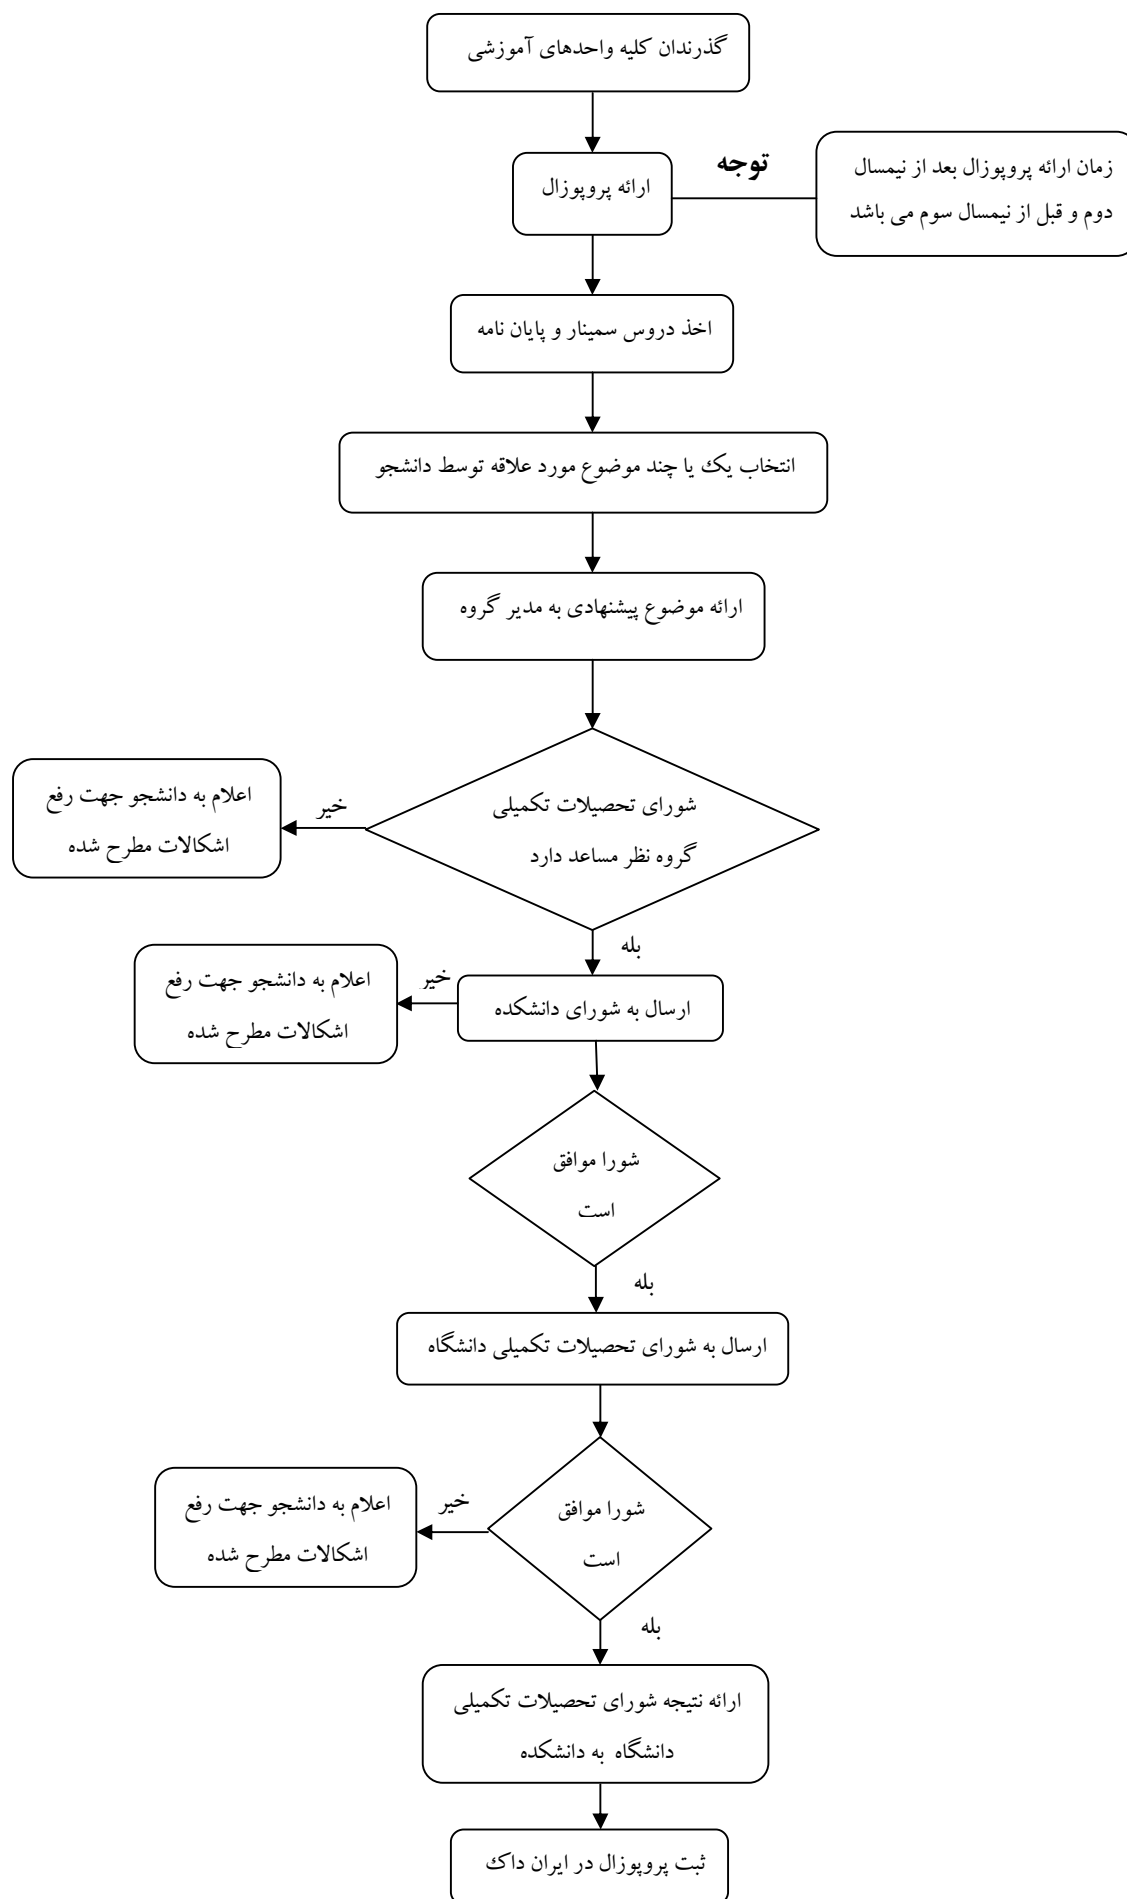 گذرندان کلیه واحدهای آموزشی
توجه
زمان ارائه پروپوزال بعد از نیمسال
دوم و قبل از نیمسال سوم می باشد
ارائه پروپوزال
اخذ دروس سمینار و پایان نامه
انتخاب یک یا چند موضوع مورد علاقه توسط دانشجو
ارائه موضوع پیشنهادی به مدیر گروه
شورای تحصیلات تکمیلی
گروه نظر مساعد دارد
خیر
اعلام به دانشجو جهت رفع
اشکالات مطرح شده
بله
ارسال به شورای دانشکده
خیر
اعلام به دانشجو جهت رفع
اشکالات مطرح شده
شورا موافق
است
بله
ارسال به شورای تحصیلات تکمیلی دانشگاه
شورا موافق
است
خیر
اعلام به دانشجو جهت رفع
اشکالات مطرح شده
بله
ارائه نتیجه شورای تحصیلات تکمیلی
دانشگاه به دانشکده
ثبت پروپوزال در ایران داک